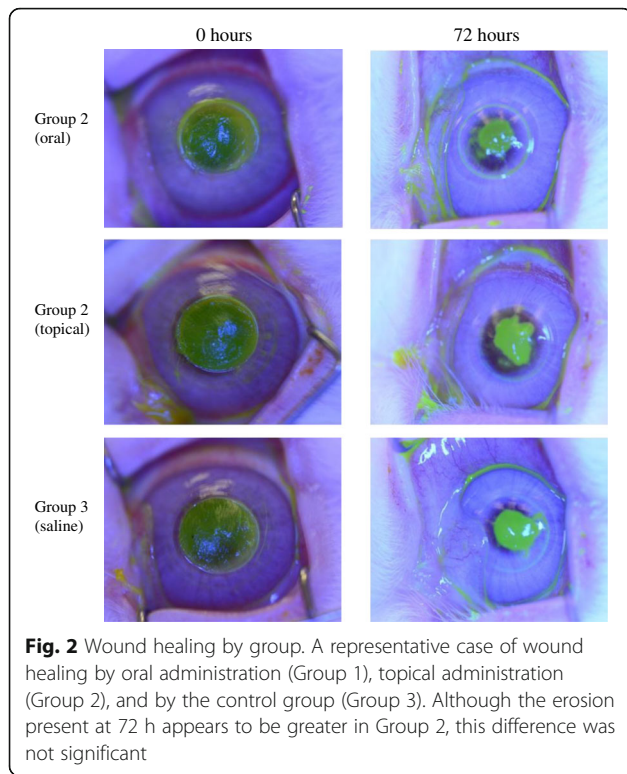 0 hours 72 hours
Group 2
(oral)
Group 2
(topical)
Group 3
(saline)
Fig. 2 Wound healing by group. A representative case of wound
healing by oral administration (Group 1), topical administration
(Group 2), and by the control group (Group 3). Although the erosion
present at 72 h appears to be greater in Group 2, this difference was
not significant